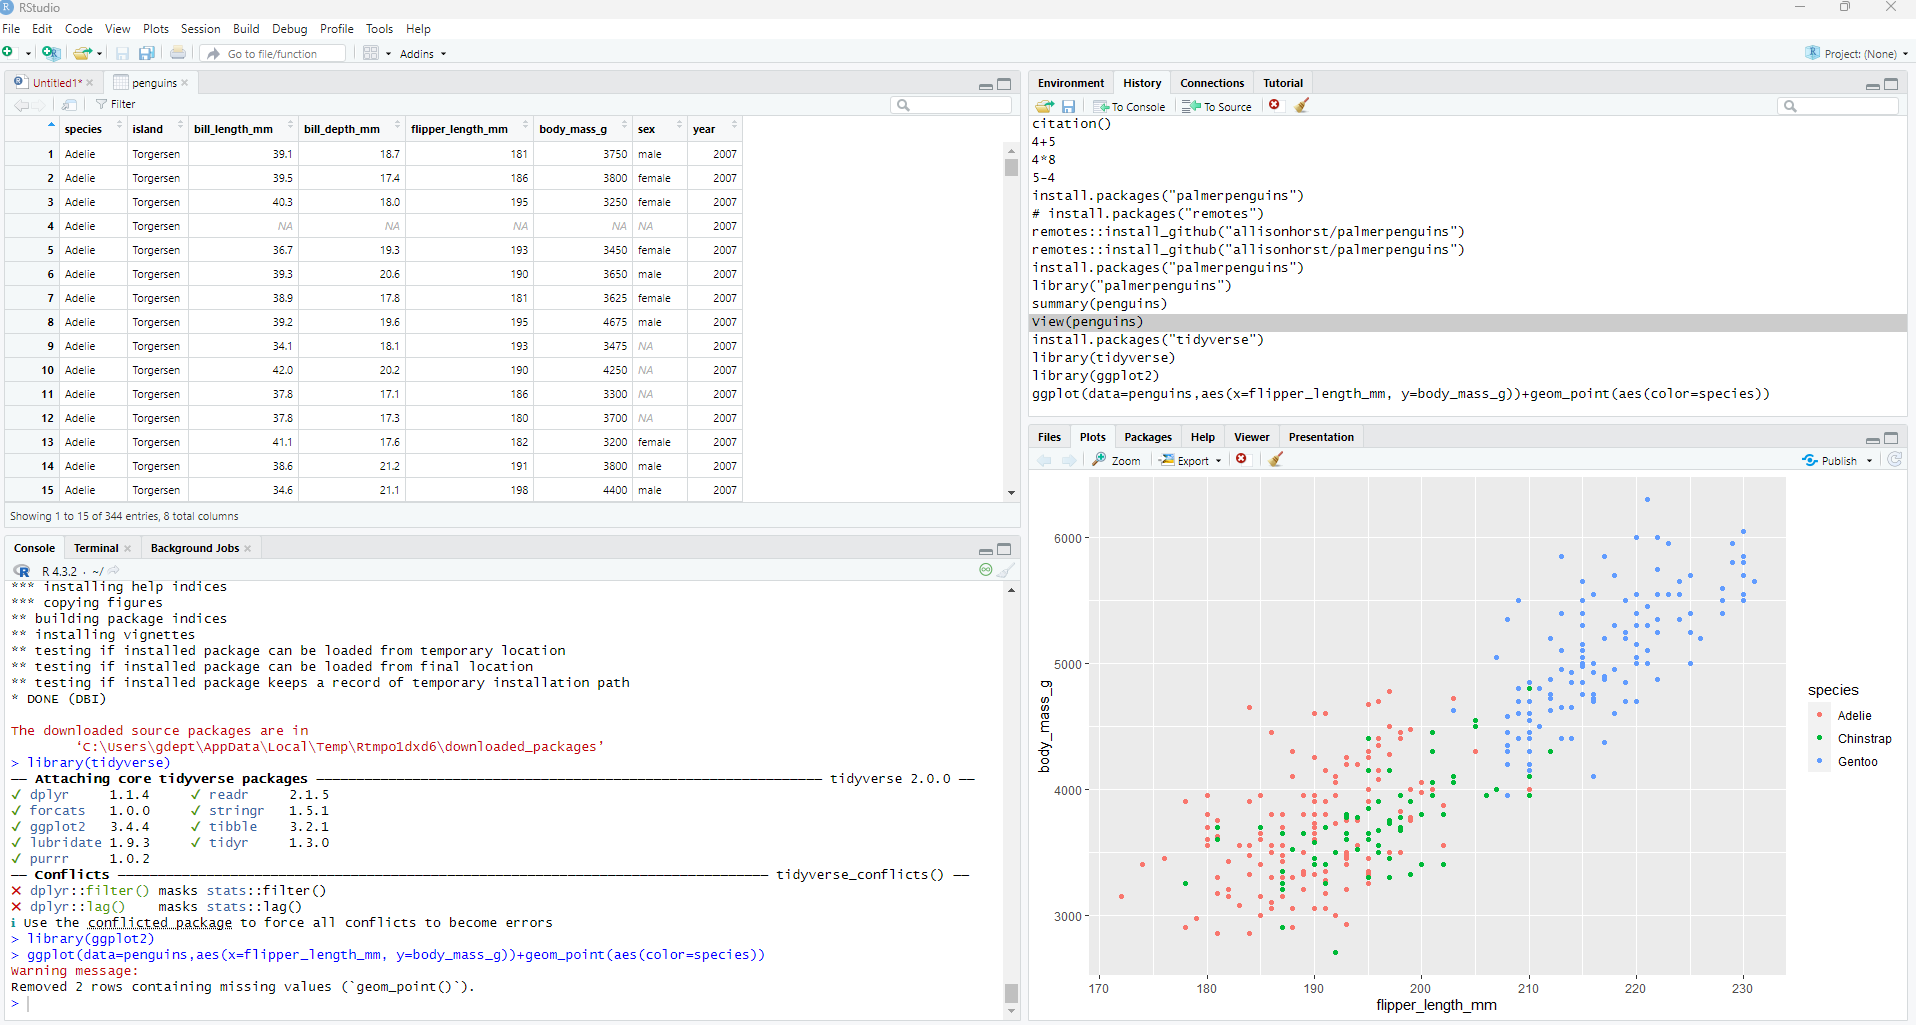 RStudio
File Edit Code View Plots Session Build Debug Profile Tools Help
Go to file/function Addins Project: (None)
Untitled1* penguins
Filter
species island bill_length_mm bill_depth_mm flipper_length_mm body_mass_g sex year
1 Adelie Torgersen 39.1 18.7 181 3750 male 2007
2 Adelie Torgersen 39.5 17.4 186 3800 female 2007
3 Adelie Torgersen 40.3 18.0 195 3250 female 2007
4 Adelie Torgersen NA NA NA NA NA 2007
5 Adelie Torgersen 36.7 19.3 193 3450 female 2007
6 Adelie Torgersen 39.3 20.6 190 3650 male 2007
7 Adelie Torgersen 38.9 17.8 181 3625 female 2007
8 Adelie Torgersen 39.2 19.6 195 4675 male 2007
9 Adelie Torgersen 34.1 18.1 193 3475 NA 2007
10 Adelie Torgersen 42.0 20.2 190 4250 NA 2007
11 Adelie Torgersen 37.8 17.1 186 3300 NA 2007
12 Adelie Torgersen 37.8 17.3 180 3700 NA 2007
13 Adelie Torgersen 41.1 17.6 182 3200 female 2007
14 Adelie Torgersen 38.6 21.2 191 3800 male 2007
15 Adelie Torgersen 34.6 21.1 198 4400 male 2007
Showing 1 to 15 of 344 entries, 8 total columns
Console Terminal Background Jobs
R 4.3.2 · ~/
*** installing help indices
*** copying figures
** building package indices
** installing vignettes
** testing if installed package can be loaded from temporary location
** testing if installed package can be loaded from final location
** testing if installed package keeps a record of temporary installation path
* DONE (DBI)
The downloaded source packages are in
‘C:\Users\gdept\AppData\Local\Temp\Rtmpo1dxd6\downloaded_packages’
> library(tidyverse)
── Attaching core tidyverse packages ── tidyverse 2.0.0 ──
✓ dplyr 1.1.4 ✓ readr 2.1.5
✓ forcats 1.0.0 ✓ stringr 1.5.1
✓ ggplot2 3.4.4 ✓ tibble 3.2.1
✓ lubridate 1.9.3 ✓ tidyr 1.3.0
✓ purrr 1.0.2
── Conflicts ── tidyverse_conflicts() ──
✗ dplyr::filter() masks stats::filter()
✗ dplyr::lag() masks stats::lag()
ℹ Use the conflicted package to force all conflicts to become errors
> library(ggplot2)
> ggplot(data=penguins,aes(x=flipper_length_mm, y=body_mass_g))+geom_point(aes(color=species))
Warning message:
Removed 2 rows containing missing values (`geom_point()`).
>
Environment History Connections Tutorial
To Console To Source
citation()
4+5
4*8
5-4
install.packages("palmerpenguins")
# install.packages("remotes")
remotes::install_github("allisonhorst/palmerpenguins")
remotes::install_github("allisonhorst/palmerpenguins")
install.packages("palmerpenguins")
library("palmerpenguins")
summary(penguins)
View(penguins)
install.packages("tidyverse")
library(tidyverse)
library(ggplot2)
ggplot(data=penguins,aes(x=flipper_length_mm, y=body_mass_g))+geom_point(aes(color=species))
Files Plots Packages Help Viewer Presentation
Zoom Export Publish
body_mass_g
6000
5000
4000
3000
170 180 190 200 210 220 230
flipper_length_mm
species
Adelie
Chinstrap
Gentoo